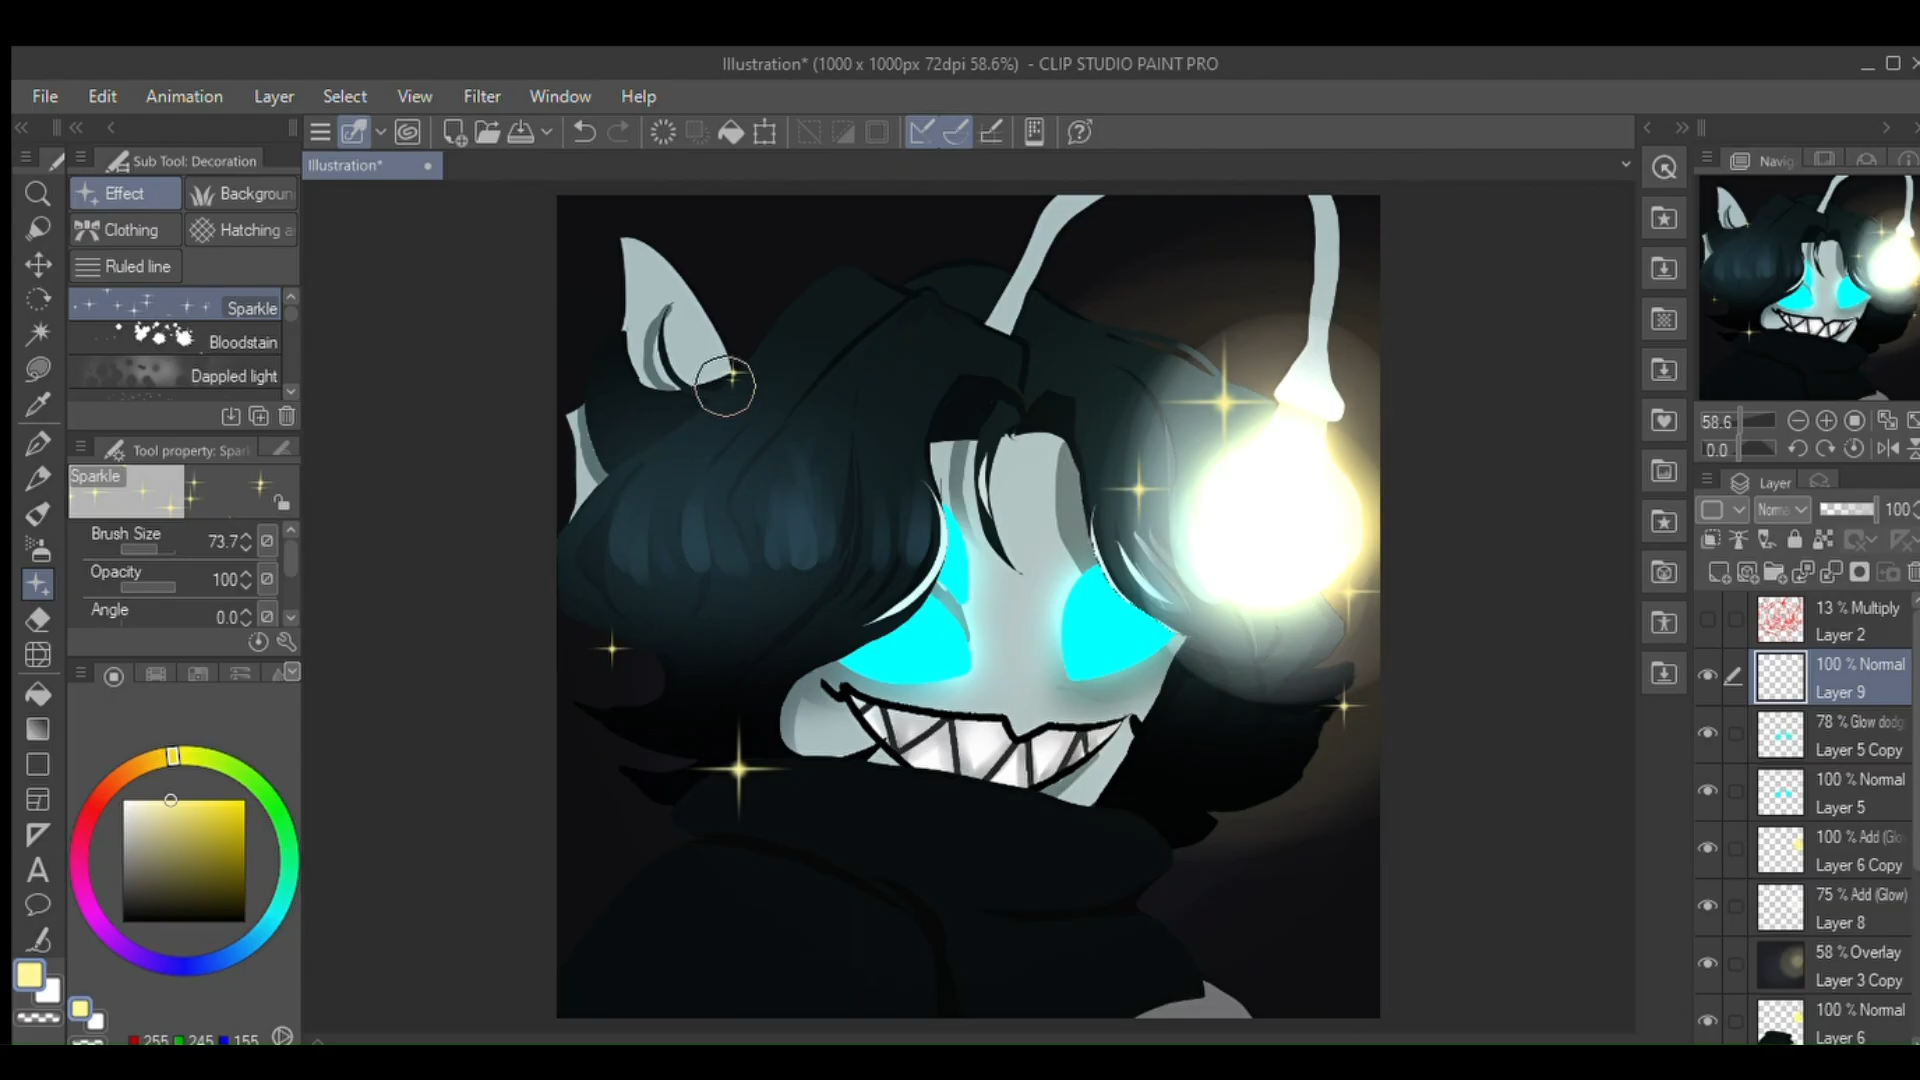 Illustration* (1000 x 1000px 72dpi 58.6%) - CLIP STUDIO PAINT PRO
File Edit Animation Layer Select View Filter Window Help
Sub Tool: Decoration
Illustration*
Navig
Effect
Backgroun
Clothing
Hatching a
Ruled line
Sparkle
Bloodstain
Dappled light
Tool property: Spar
Sparkle
Brush Size 73.7
Opacity 100
Angle 0.0
255 245 155
58.6
0.0
Layer
Norma 100
13 % Multiply
Layer 2
100 % Normal
Layer 9
78 % Glow dodg
Layer 5 Copy
100 % Normal
Layer 5
100 % Add (Glo
Layer 6 Copy
75 % Add (Glow)
Layer 8
58 % Overlay
Layer 3 Copy
100 % Normal
Layer 6